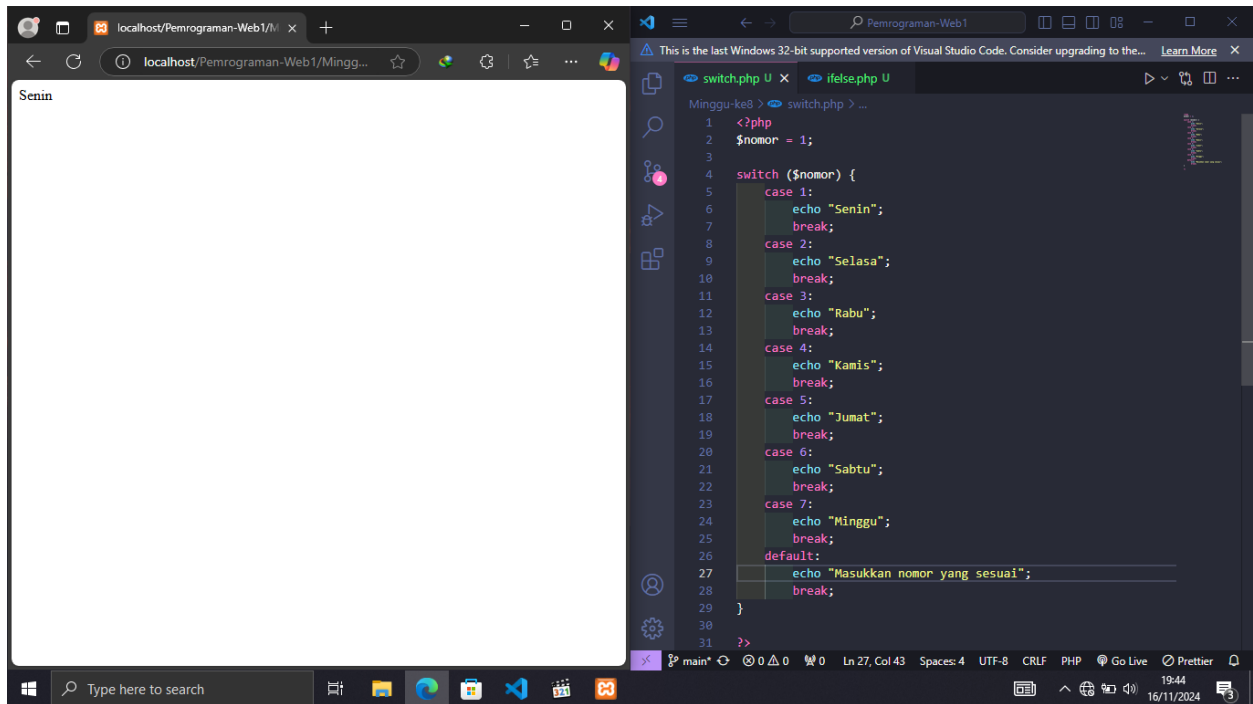 localhost/Pemrograman-Web1/M
localhost/Pemrograman-Web1/Mingg...
Senin
Pemrograman-Web1
This is the last Windows 32-bit supported version of Visual Studio Code. Consider upgrading to the... Learn More
switch.php U
ifelse.php U
Minggu-ke8 > switch.php > ...
1 <?php
2 $nomor = 1;
3
4 switch ($nomor) {
5 case 1:
6 echo "Senin";
7 break;
8 case 2:
9 echo "Selasa";
10 break;
11 case 3:
12 echo "Rabu";
13 break;
14 case 4:
15 echo "Kamis";
16 break;
17 case 5:
18 echo "Jumat";
19 break;
20 case 6:
21 echo "Sabtu";
22 break;
23 case 7:
24 echo "Minggu";
25 break;
26 default:
27 echo "Masukkan nomor yang sesuai";
28 break;
29 }
30
31 ?>
4
main* 0 0 0 Ln 27, Col 43 Spaces: 4 UTF-8 CRLF PHP Go Live Prettier
Type here to search
321
19:44
16/11/2024
3